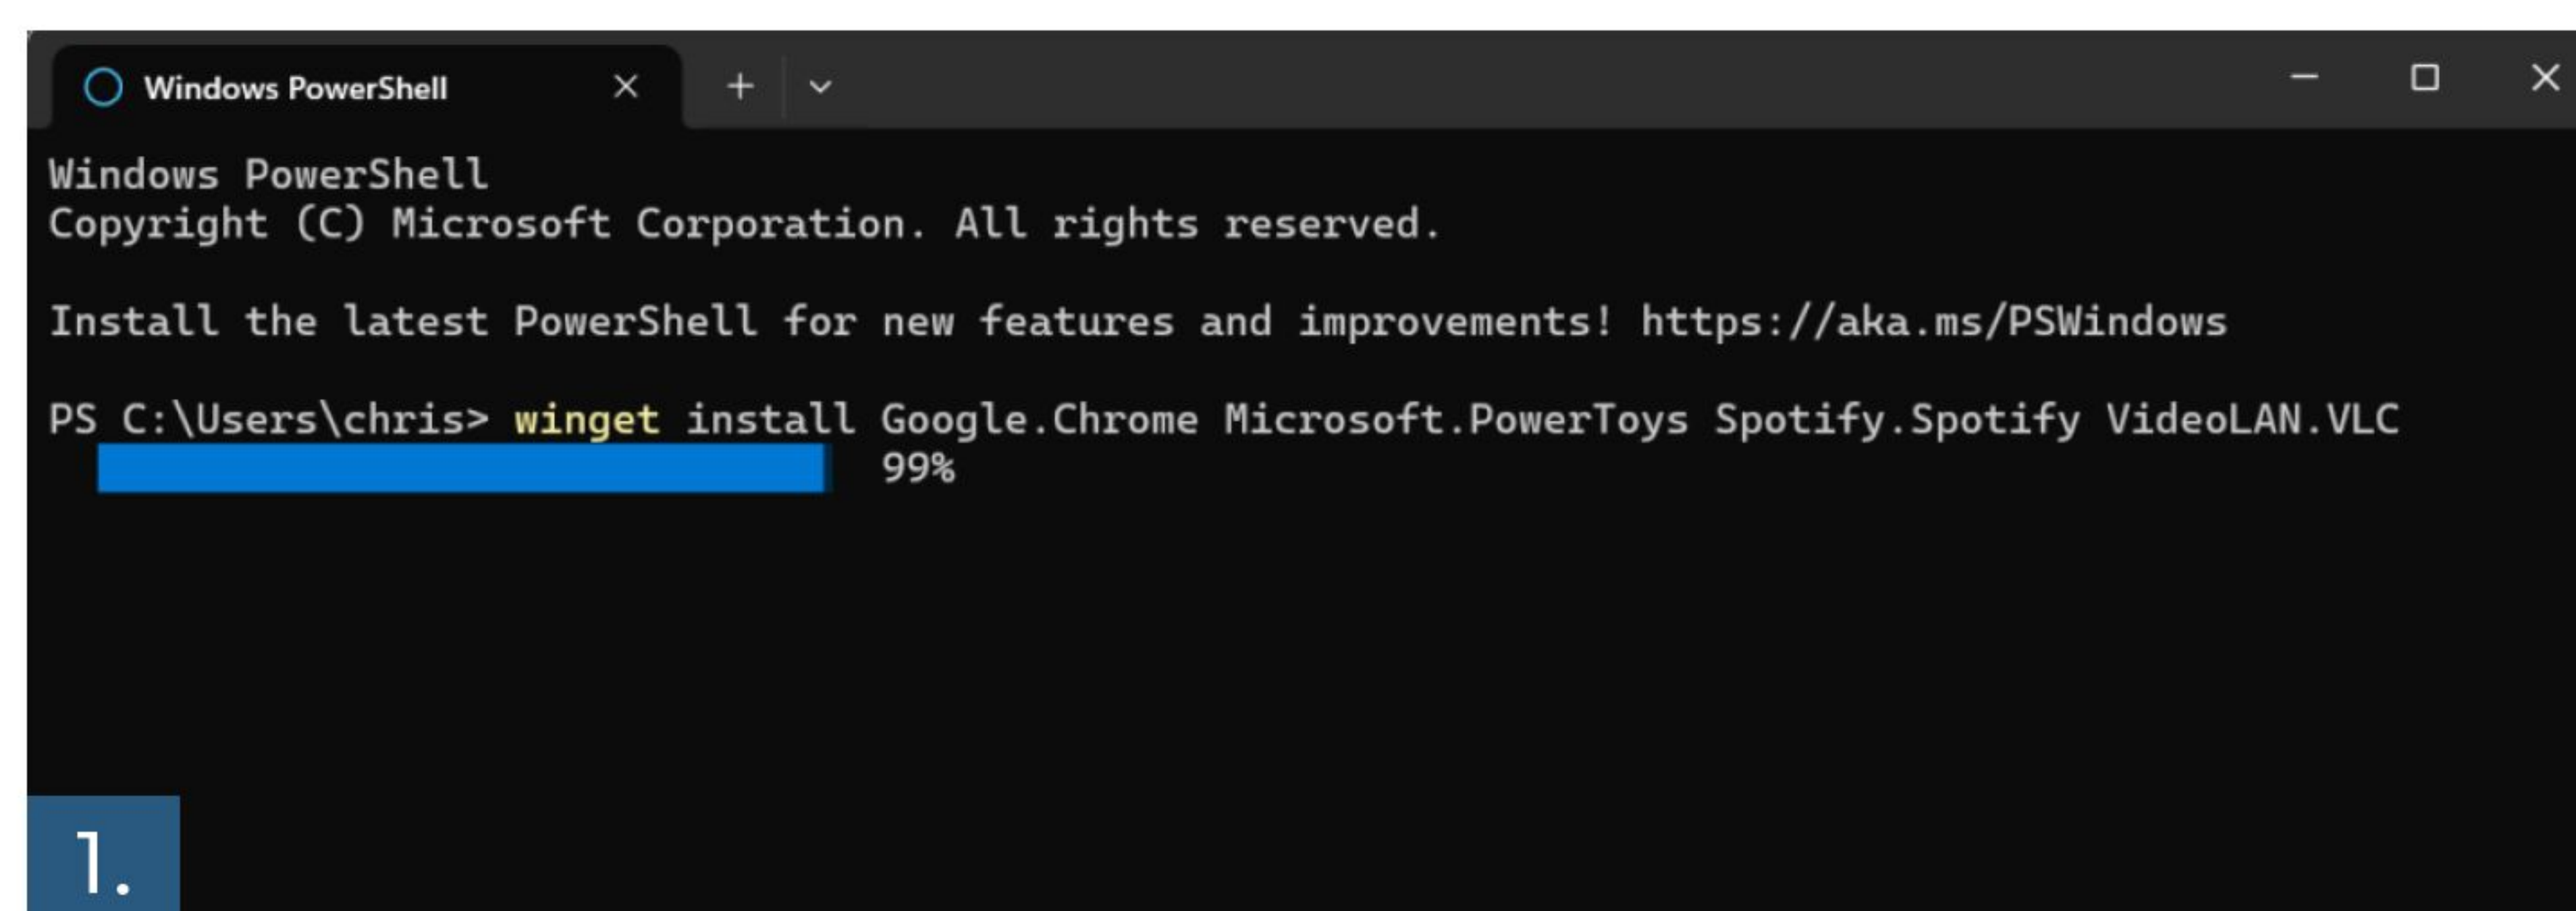 Windows PowerShell
Windows PowerShell
Copyright (C) Microsoft Corporation. All rights reserved.
Install the latest PowerShell for new features and improvements! https://aka.ms/PSWindows
PS C:\Users\chris> winget install Google.Chrome Microsoft.PowerToys Spotify.Spotify VideoLAN.VLC
99%
1.